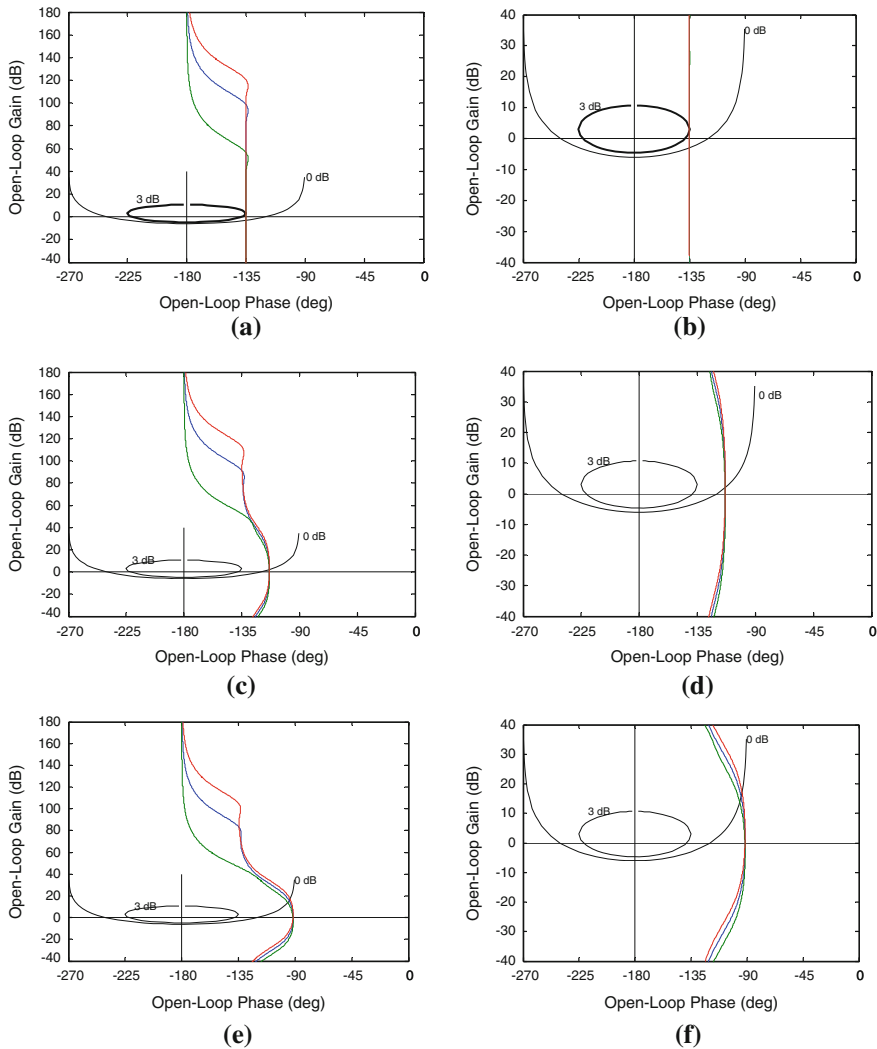 180
160
140
120
100
80
60
40
20
0
-20
-40
Open-Loop Gain (dB)
3 dB
0 dB
-270 -225 -180 -135 -90 -45 0
Open-Loop Phase (deg)
(a)
40
30
20
10
0
-10
-20
-30
-40
Open-Loop Gain (dB)
3 dB
0 dB
-270 -225 -180 -135 -90 -45 0
Open-Loop Phase (deg)
(b)
180
160
140
120
100
80
60
40
20
0
-20
-40
Open-Loop Gain (dB)
3 dB
0 dB
-270 -225 -180 -135 -90 -45 0
Open-Loop Phase (deg)
(c)
40
30
20
10
0
-10
-20
-30
-40
Open-Loop Gain (dB)
3 dB
0 dB
-270 -225 -180 -135 -90 -45 0
Open-Loop Phase (deg)
(d)
180
160
140
120
100
80
60
40
20
0
-20
-40
Open-Loop Gain (dB)
3 dB
0 dB
-270 -225 -180 -135 -90 -45 0
Open-Loop Phase (deg)
(e)
40
30
20
10
0
-10
-20
-30
-40
Open-Loop Gain (dB)
3 dB
0 dB
-270 -225 -180 -135 -90 -45 0
Open-Loop Phase (deg)
(f)